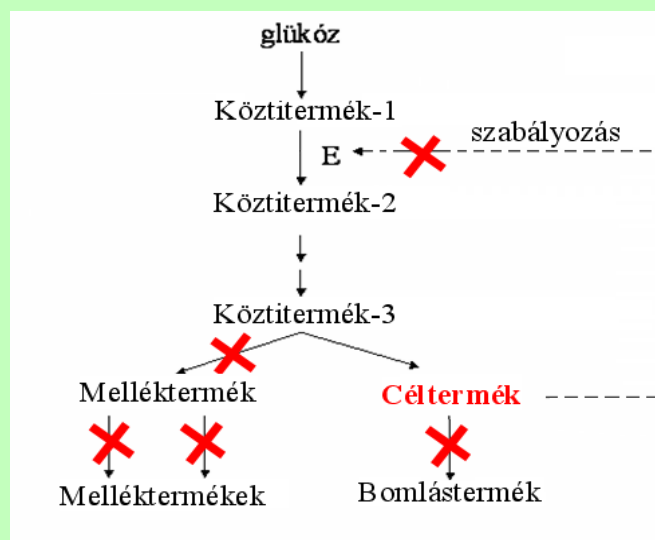 glükóz
Köztitermék-1
szabályozás
E
Köztitermék-2
Köztitermék-3
Melléktermék
Céltermék
Melléktermékek
Bomlástermék